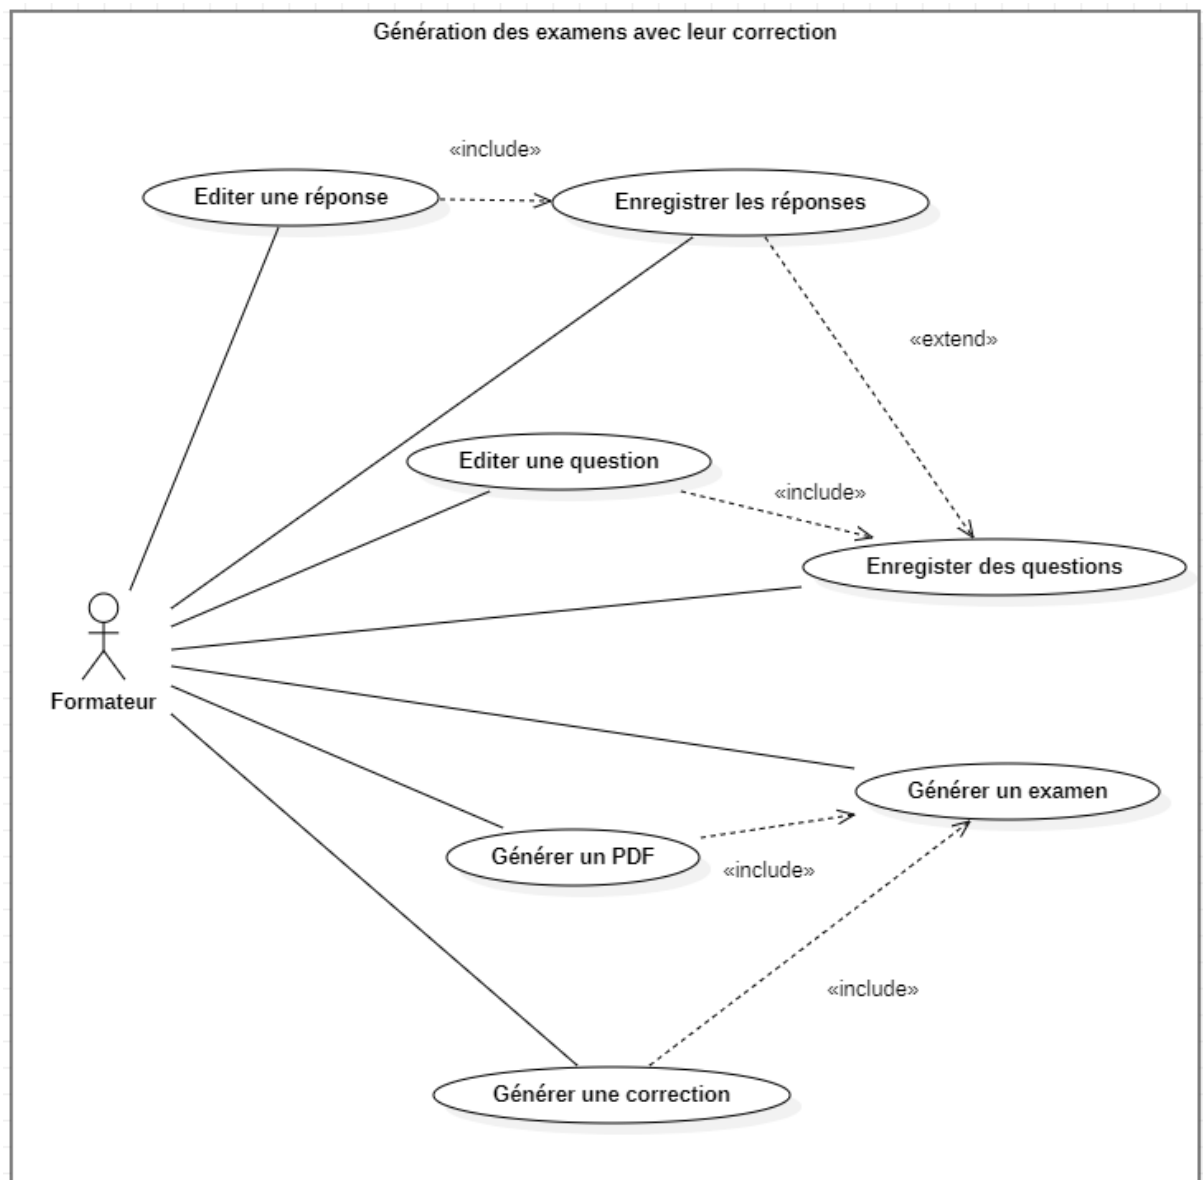 Génération des examens avec leur correction
«include»
Editer une réponse
Enregistrer les réponses
«extend»
Editer une question
«include»
Enregister des questions
Formateur
Générer un examen
Générer un PDF
«include»
«include»
Générer une correction